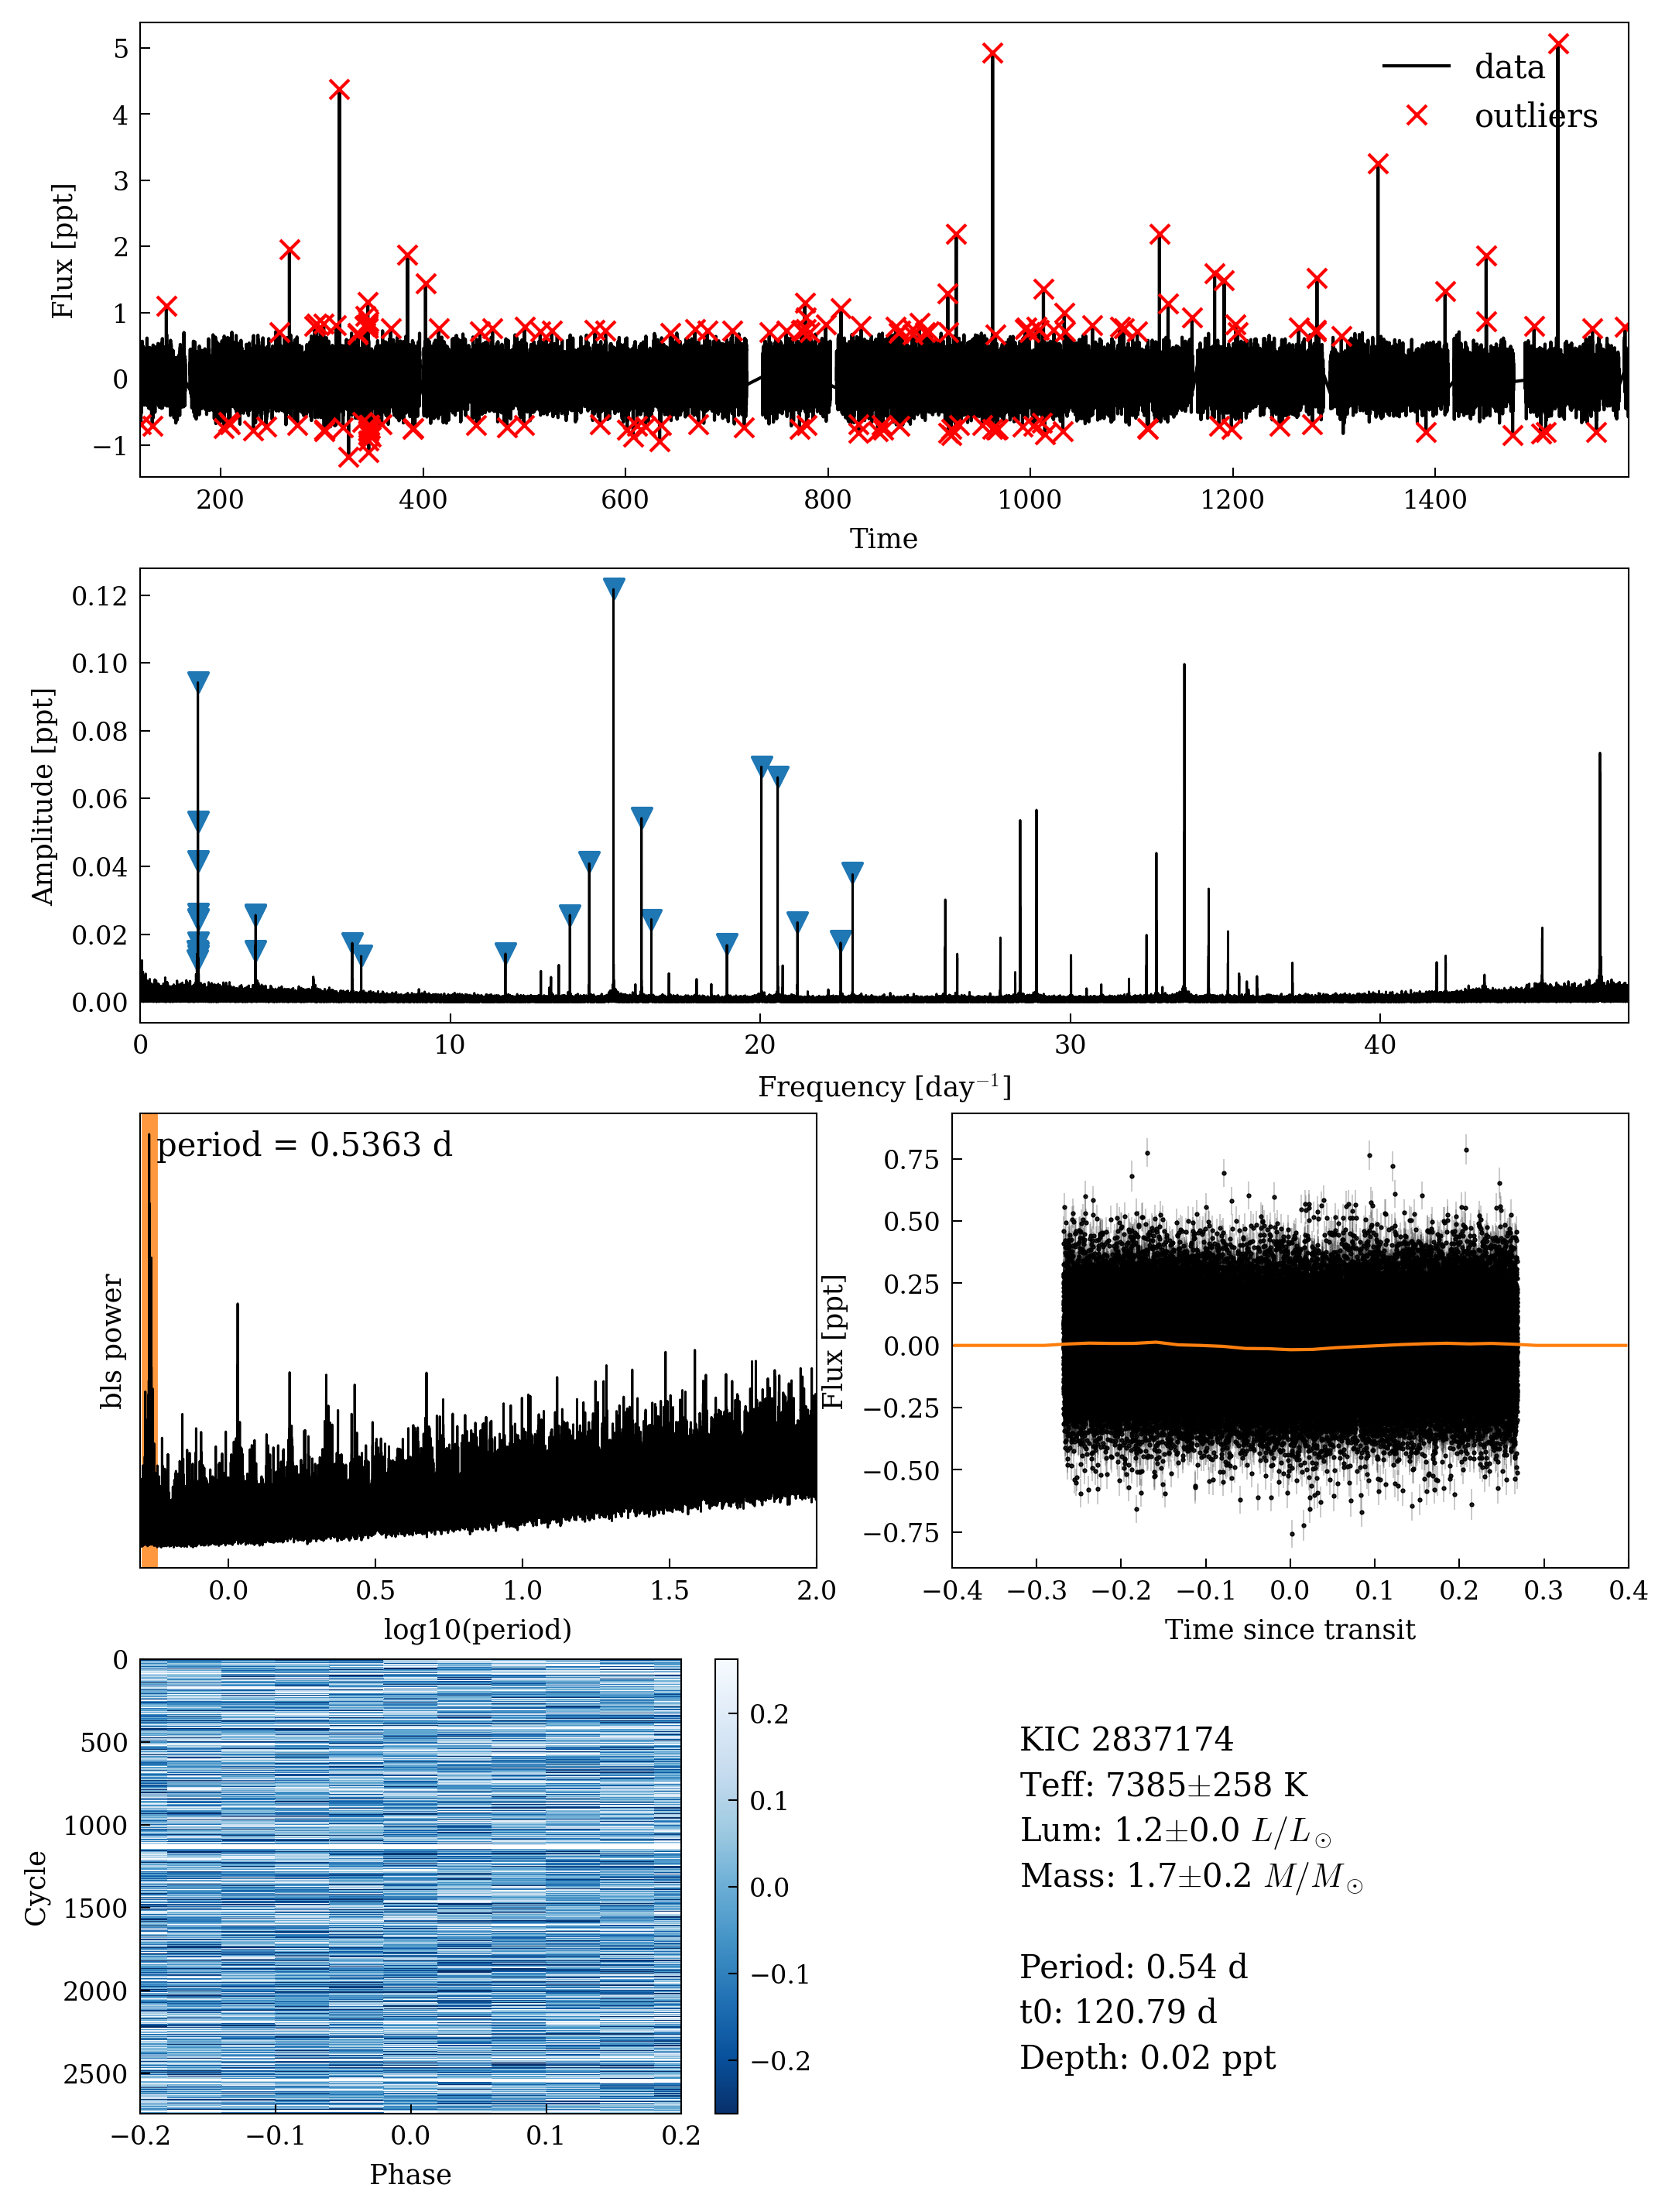 5
4
3
2
1
0
−1
Flux [ppt]
data
outliers
200 400 600 800 1000 1200 1400
Time
0.12
0.10
0.08
0.06
0.04
0.02
0.00
Amplitude [ppt]
0 10 20 30 40
Frequency [day⁻¹]
period = 0.5363 d
bls power
0.0 0.5 1.0 1.5 2.0
log10(period)
0.75
0.50
0.25
0.00
−0.25
−0.50
−0.75
Flux [ppt]
−0.4 −0.3 −0.2 −0.1 0.0 0.1 0.2 0.3 0.4
Time since transit
0
500
1000
1500
2000
2500
Cycle
−0.2 −0.1 0.0 0.1 0.2
Phase
0.2
0.1
0.0
−0.1
−0.2
KIC 2837174
Teff: 7385±258 K
Lum: 1.2±0.0 L/L⊙
Mass: 1.7±0.2 M/M⊙
Period: 0.54 d
t0: 120.79 d
Depth: 0.02 ppt